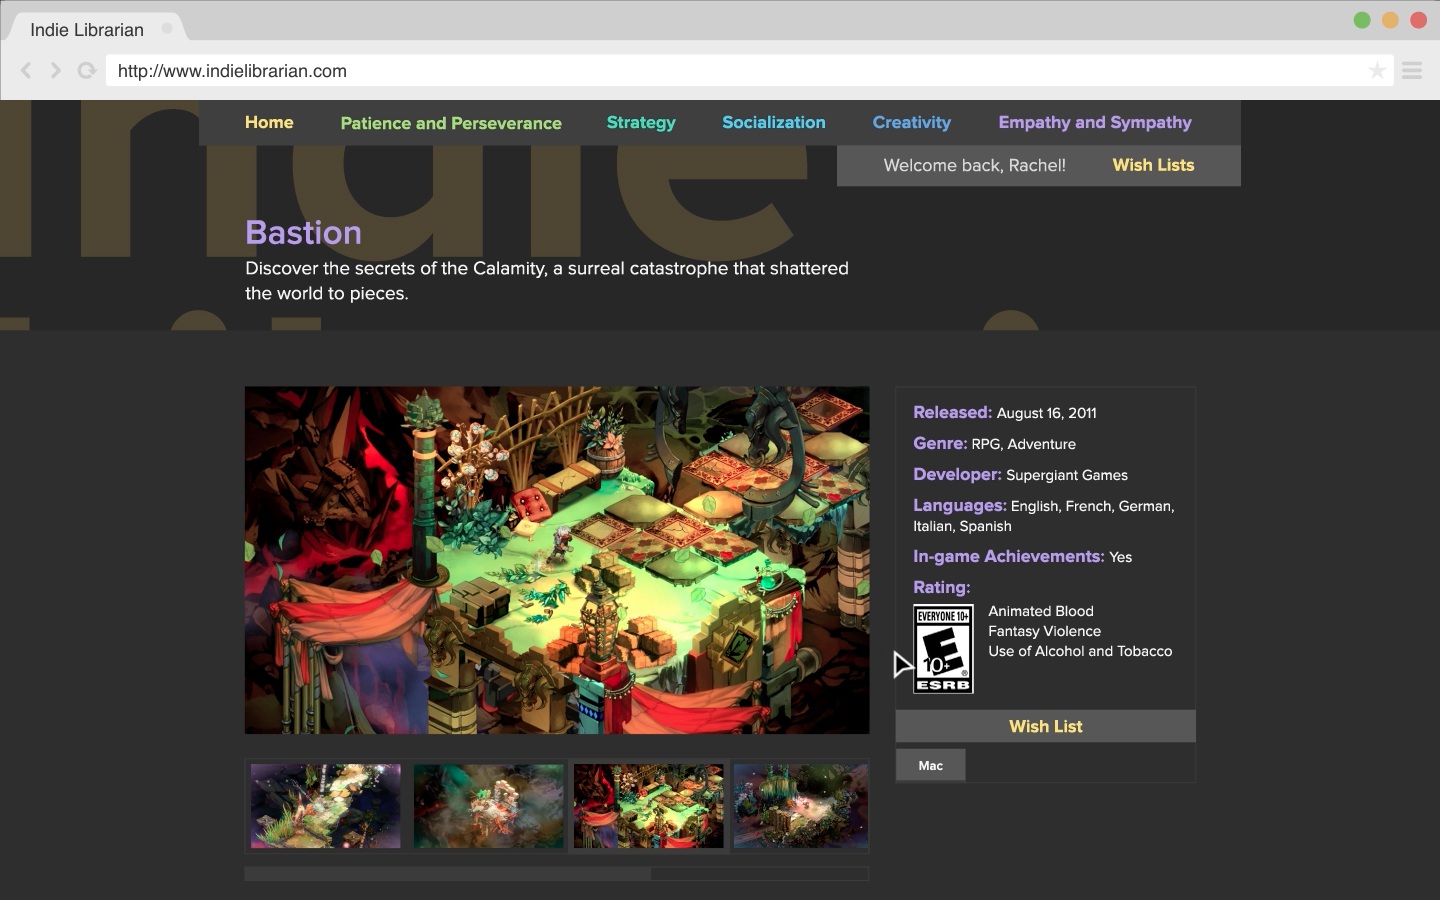 Indie Librarian
http://www.indielibrarian.com
Home Patience and Perseverance Strategy Socialization Creativity Empathy and Sympathy
Welcome back, Rachel! Wish Lists
indie
Bastion
Discover the secrets of the Calamity, a surreal catastrophe that shattered
the world to pieces.
Released: August 16, 2011
Genre: RPG, Adventure
Developer: Supergiant Games
Languages: English, French, German,
Italian, Spanish
In-game Achievements: Yes
Rating:
EVERYONE 10+
E
10+
ESRB
Animated Blood
Fantasy Violence
Use of Alcohol and Tobacco
Wish List
Mac